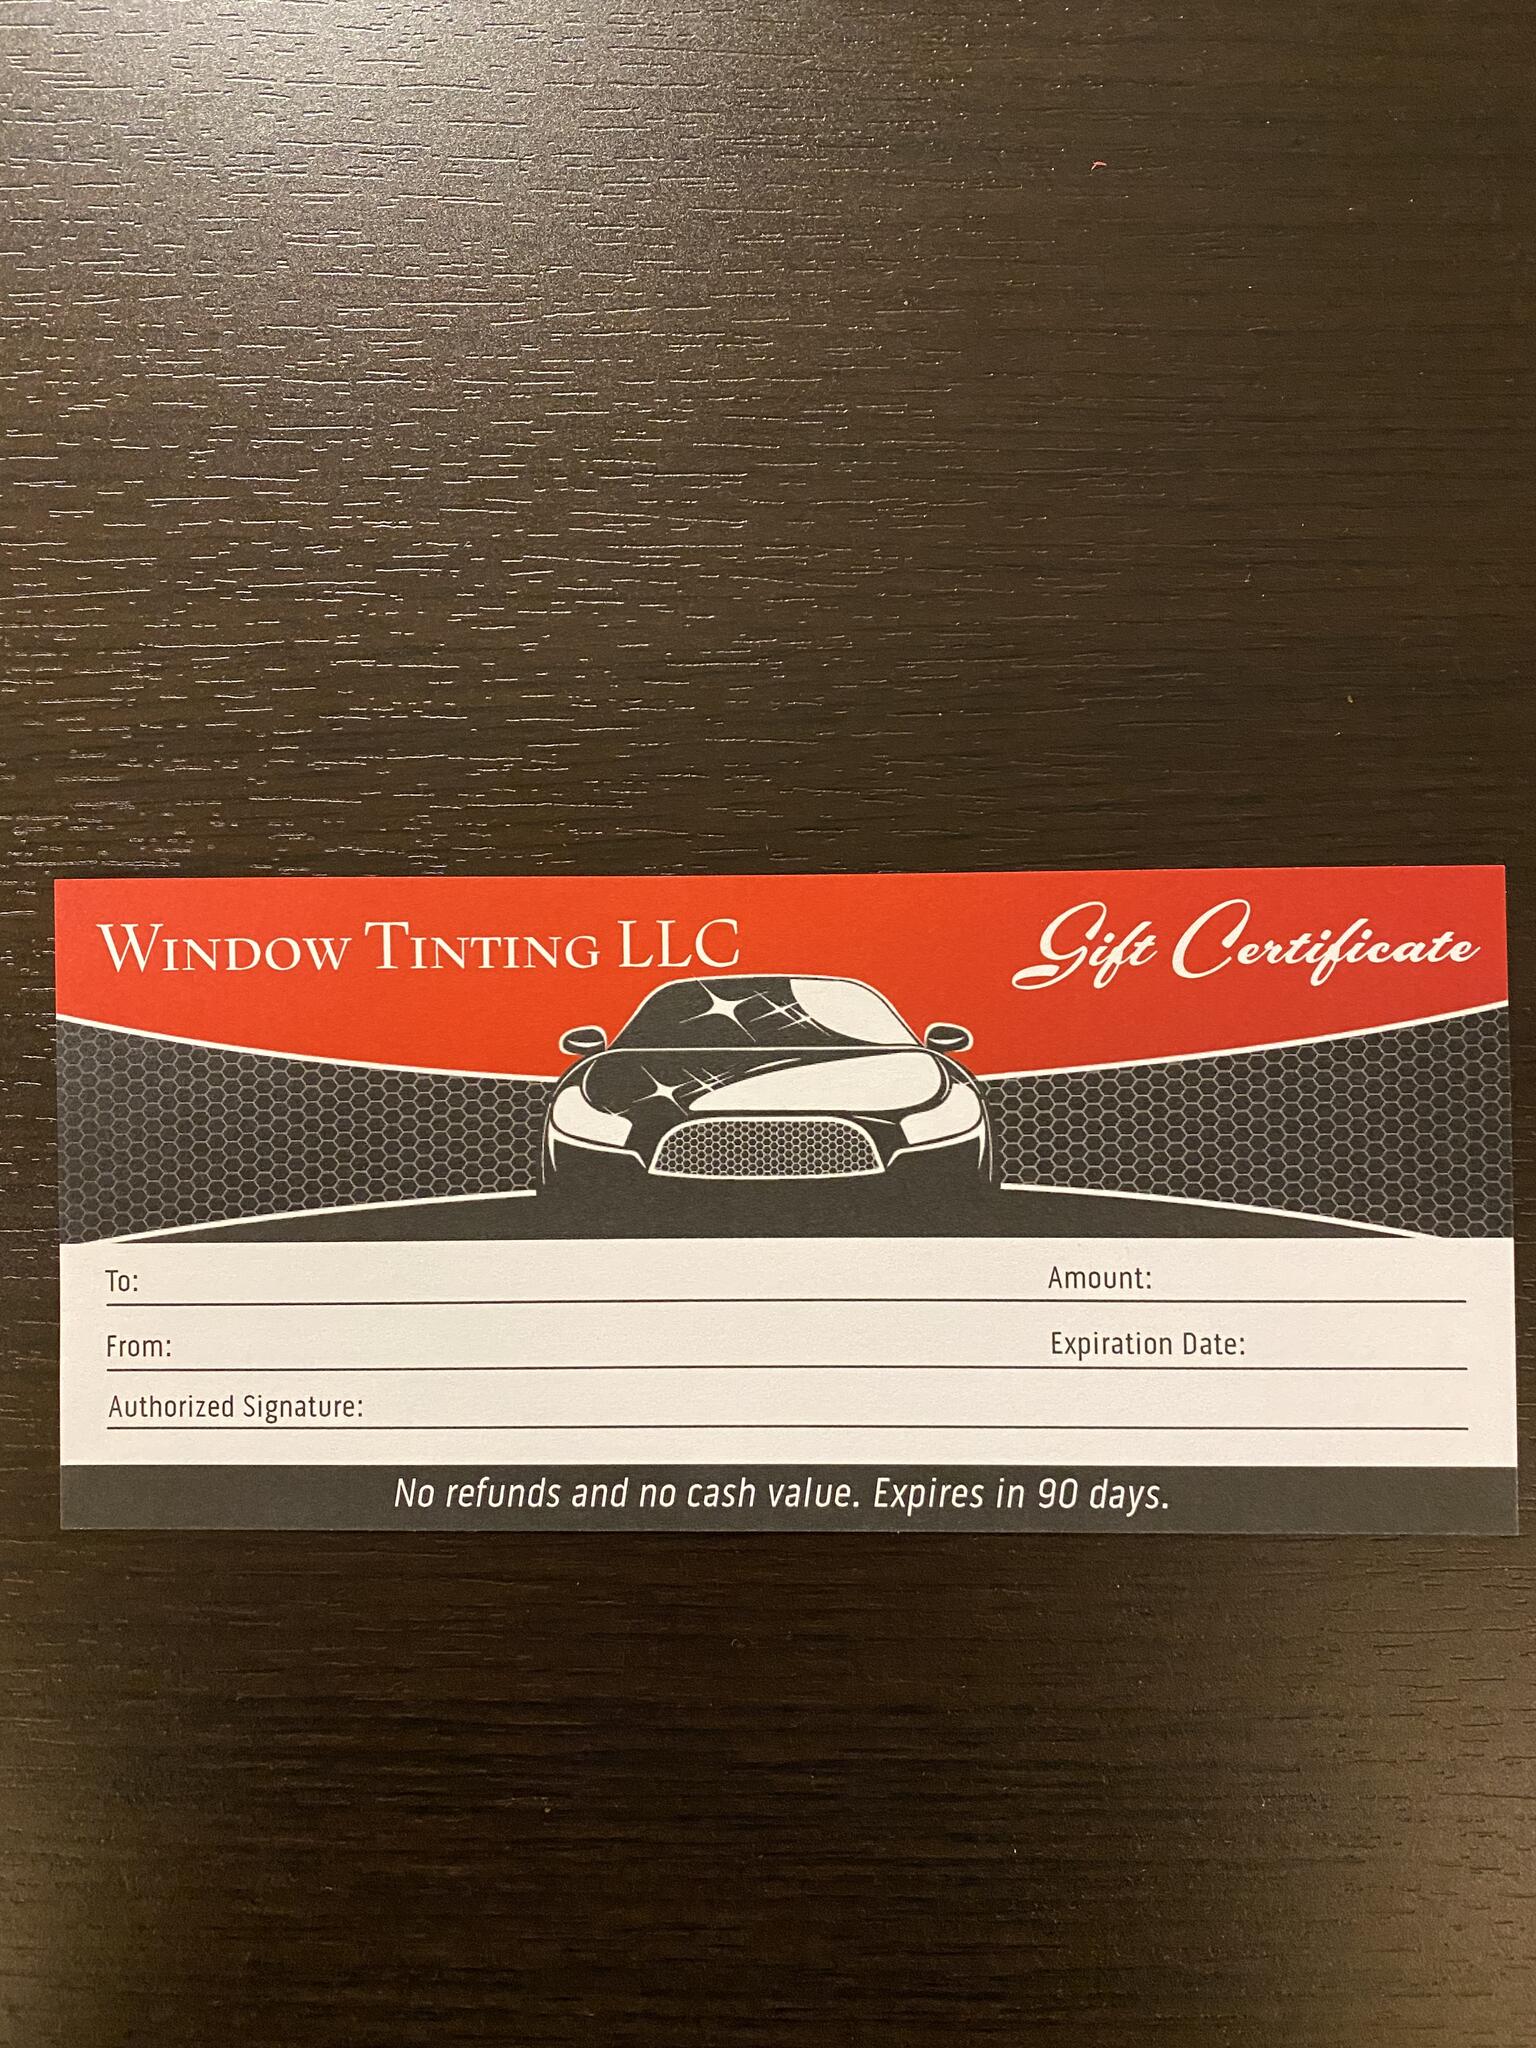 Window Tinting LLC
Gift Certificate
To:
Amount:
From:
Expiration Date:
Authorized Signature:
No refunds and no cash value. Expires in 90 days.